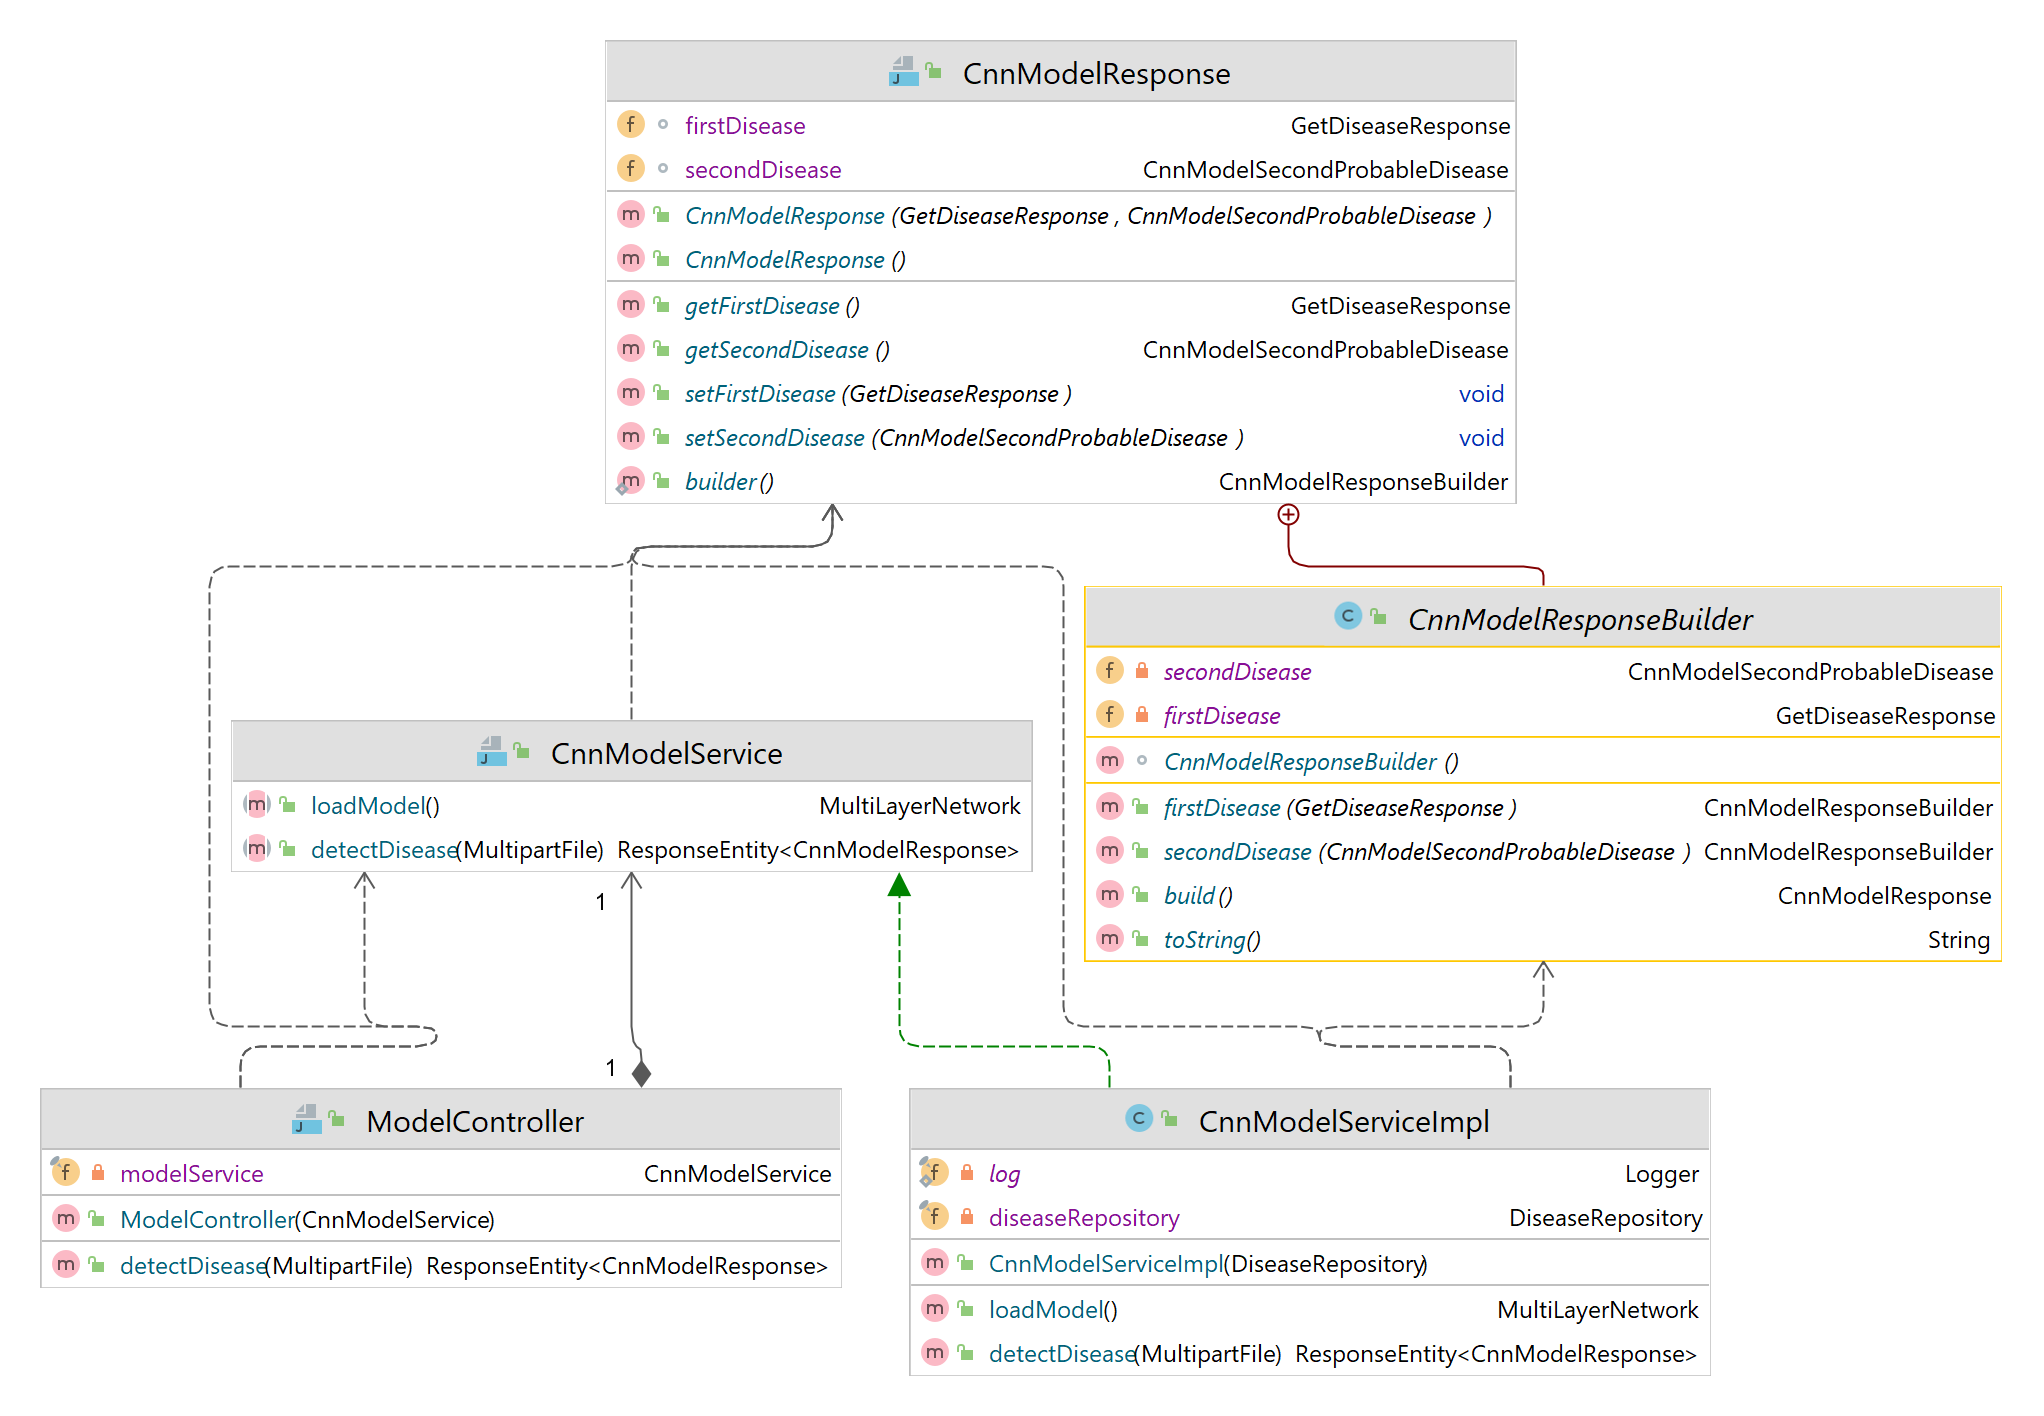 CnnModelResponse
firstDisease GetDiseaseResponse
secondDisease CnnModelSecondProbableDisease
CnnModelResponse (GetDiseaseResponse , CnnModelSecondProbableDisease )
CnnModelResponse ()
getFirstDisease () GetDiseaseResponse
getSecondDisease () CnnModelSecondProbableDisease
setFirstDisease (GetDiseaseResponse ) void
setSecondDisease (CnnModelSecondProbableDisease ) void
builder () CnnModelResponseBuilder
CnnModelResponseBuilder
secondDisease CnnModelSecondProbableDisease
firstDisease GetDiseaseResponse
CnnModelResponseBuilder ()
firstDisease (GetDiseaseResponse ) CnnModelResponseBuilder
secondDisease (CnnModelSecondProbableDisease ) CnnModelResponseBuilder
build () CnnModelResponse
toString() String
CnnModelService
loadModel() MultiLayerNetwork
detectDisease(MultipartFile) ResponseEntity<CnnModelResponse>
1
1
ModelController
modelService CnnModelService
ModelController(CnnModelService)
detectDisease(MultipartFile) ResponseEntity<CnnModelResponse>
CnnModelServiceImpl
log Logger
diseaseRepository DiseaseRepository
CnnModelServiceImpl(DiseaseRepository)
loadModel() MultiLayerNetwork
detectDisease(MultipartFile) ResponseEntity<CnnModelResponse>